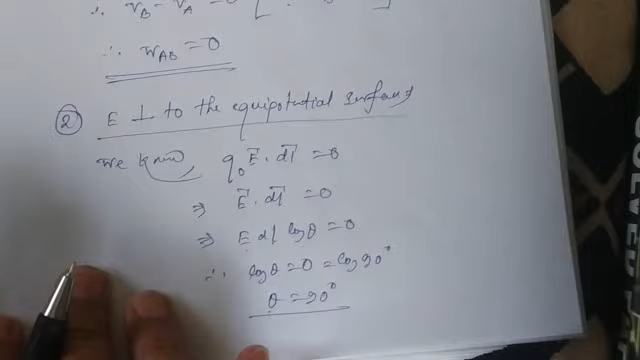 ∴ V_B - V_A = 0 [ ]
∴ W_AB = 0
② E ⊥ to the equipotential surface
We know q₀ E⃗ · dl⃗ = 0
⇒ E⃗ · dl⃗ = 0
⇒ E dl cosθ = 0
∴ cosθ = 0 = cos 90°
θ = 90°
SOLVED